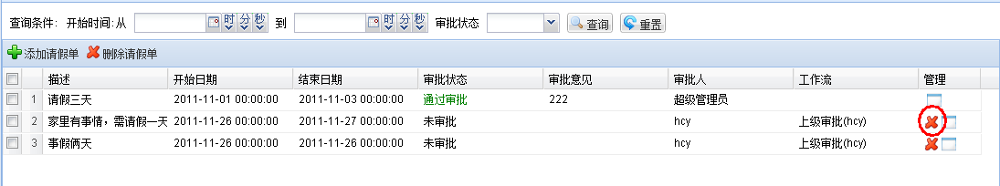 查询条件： 开始时间:从 时 分 秒 到 时 分 秒 审批状态 查询 重置
添加请假单 删除请假单
描述 开始日期 结束日期 审批状态 审批意见 审批人 工作流 管理
1 请假三天 2011-11-01 00:00:00 2011-11-03 00:00:00 通过审批 222 超级管理员
2 家里有事情，需请假一天 2011-11-26 00:00:00 2011-11-27 00:00:00 未审批 hcy 上级审批(hcy)
3 事假俩天 2011-11-26 00:00:00 2011-11-26 00:00:00 未审批 hcy 上级审批(hcy)